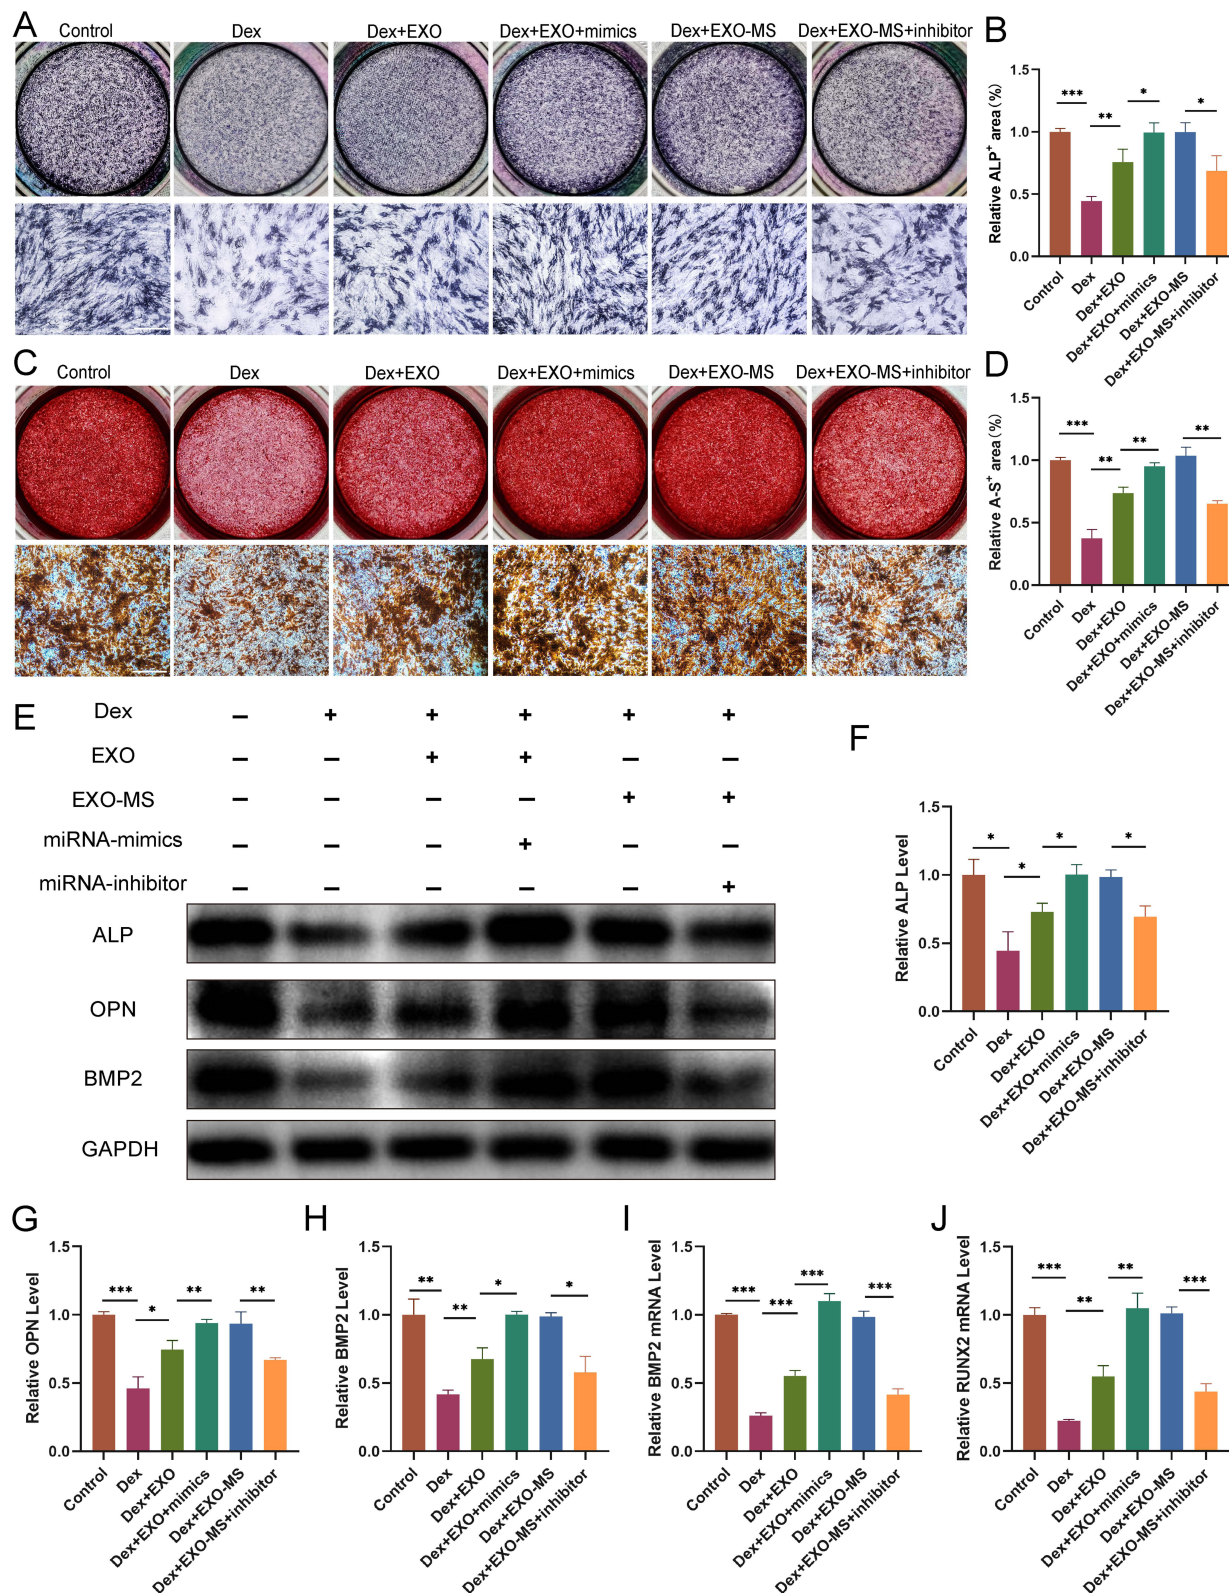 A
Control Dex Dex+EXO Dex+EXO+mimics Dex+EXO-MS Dex+EXO-MS+inhibitor
B
1.5
1.0
0.5
0.0
Relative ALP+ area(%)
*** ** * *
Control
Dex
Dex+EXO
Dex+EXO+mimics
Dex+EXO-MS
Dex+EXO-MS+inhibitor
C
Control Dex Dex+EXO Dex+EXO+mimics Dex+EXO-MS Dex+EXO-MS+inhibitor
D
1.5
1.0
0.5
0.0
Relative A-S+ area(%)
*** ** ** **
Control
Dex
Dex+EXO
Dex+EXO+mimics
Dex+EXO-MS
Dex+EXO-MS+inhibitor
E
Dex − + + + + +
EXO − − + + − −
EXO-MS − − − − + +
miRNA-mimics − − − + − −
miRNA-inhibitor − − − − − +
ALP
OPN
BMP2
GAPDH
F
1.5
1.0
0.5
0.0
Relative ALP Level
* * * *
Control
Dex
Dex+EXO
Dex+EXO+mimics
Dex+EXO-MS
Dex+EXO-MS+inhibitor
G
1.5
1.0
0.5
0.0
Relative OPN Level
*** * ** **
Control
Dex
Dex+EXO
Dex+EXO+mimics
Dex+EXO-MS
Dex+EXO-MS+inhibitor
H
1.5
1.0
0.5
0.0
Relative BMP2 Level
** ** * *
Control
Dex
Dex+EXO
Dex+EXO+mimics
Dex+EXO-MS
Dex+EXO-MS+inhibitor
I
1.5
1.0
0.5
0.0
Relative BMP2 mRNA Level
*** *** *** ***
Control
Dex
Dex+EXO
Dex+EXO+mimics
Dex+EXO-MS
Dex+EXO-MS+inhibitor
J
1.5
1.0
0.5
0.0
Relative RUNX2 mRNA Level
*** ** ** ***
Control
Dex
Dex+EXO
Dex+EXO+mimics
Dex+EXO-MS
Dex+EXO-MS+inhibitor